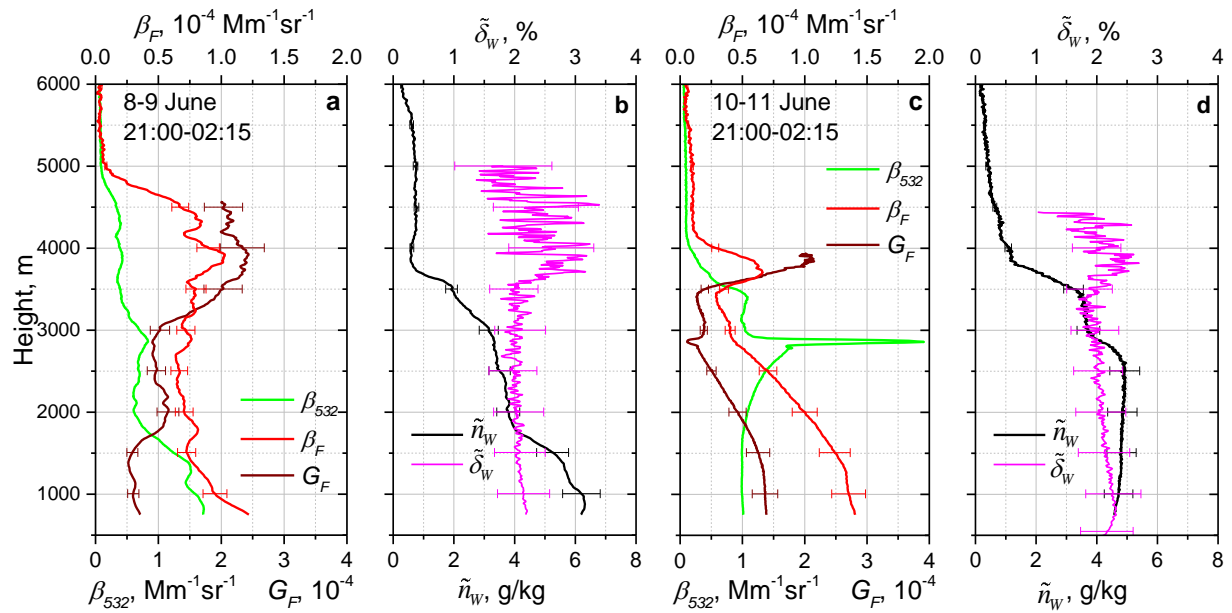 β_F, 10⁻⁴ Mm⁻¹sr⁻¹
δ̃_W, %
β_F, 10⁻⁴ Mm⁻¹sr⁻¹
δ̃_W, %
0.0 0.5 1.0 1.5 2.0
0 1 2 3 4
0.0 0.5 1.0 1.5 2.0
0 1 2 3 4
6000
5000
4000
3000
2000
1000
Height, m
8-9 June
21:00-02:15
a
β_532
β_F
G_F
b
ñ_W
δ̃_W
10-11 June
21:00-02:15
c
β_532
β_F
G_F
d
ñ_W
δ̃_W
0 1 2 3 4
0 2 4 6 8
0 1 2 3 4
0 2 4 6 8
β_532, Mm⁻¹sr⁻¹ G_F, 10⁻⁴
ñ_W, g/kg
β_532, Mm⁻¹sr⁻¹ G_F, 10⁻⁴
ñ_W, g/kg